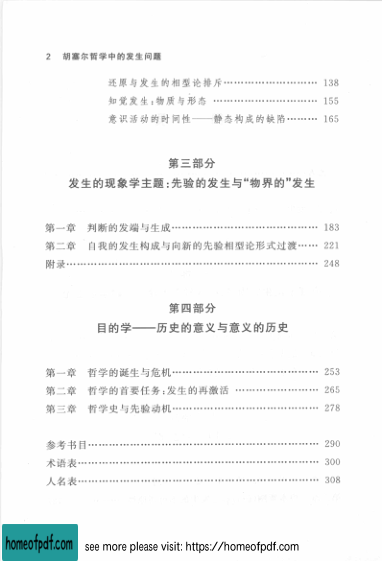 2 胡塞尔哲学中的发生问题
还原与发生的相型论排斥………………………… 138
知觉发生:物质与形态 ………………………… 155
意识活动的时间性——静态构成的缺陷……… 165
第三部分
发生的现象学主题:先验的发生与“物界的”发生
第一章 判断的发端与生成……………………………… 183
第二章 自我的发生构成与向新的先验相型论形式过渡…… 221
附录…………………………………………………………… 248
第四部分
目的学——历史的意义与意义的历史
第一章 哲学的诞生与危机……………………………… 253
第二章 哲学的首要任务:发生的再激活 ……………… 265
第三章 哲学史与先验动机……………………………… 278
参考书目……………………………………………………… 290
术语表………………………………………………………… 300
人名表………………………………………………………… 308
homeofpdf.com see more please visit: https://homeofpdf.com